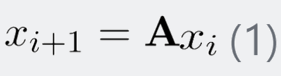 x_{i+1} = Ax_i (1)